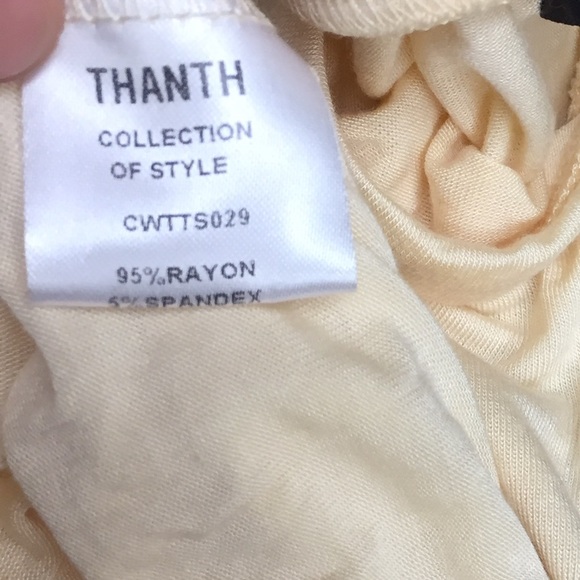 THANTH
COLLECTION
OF STYLE
CWTTS029
95%RAYON
5%SPANDEX